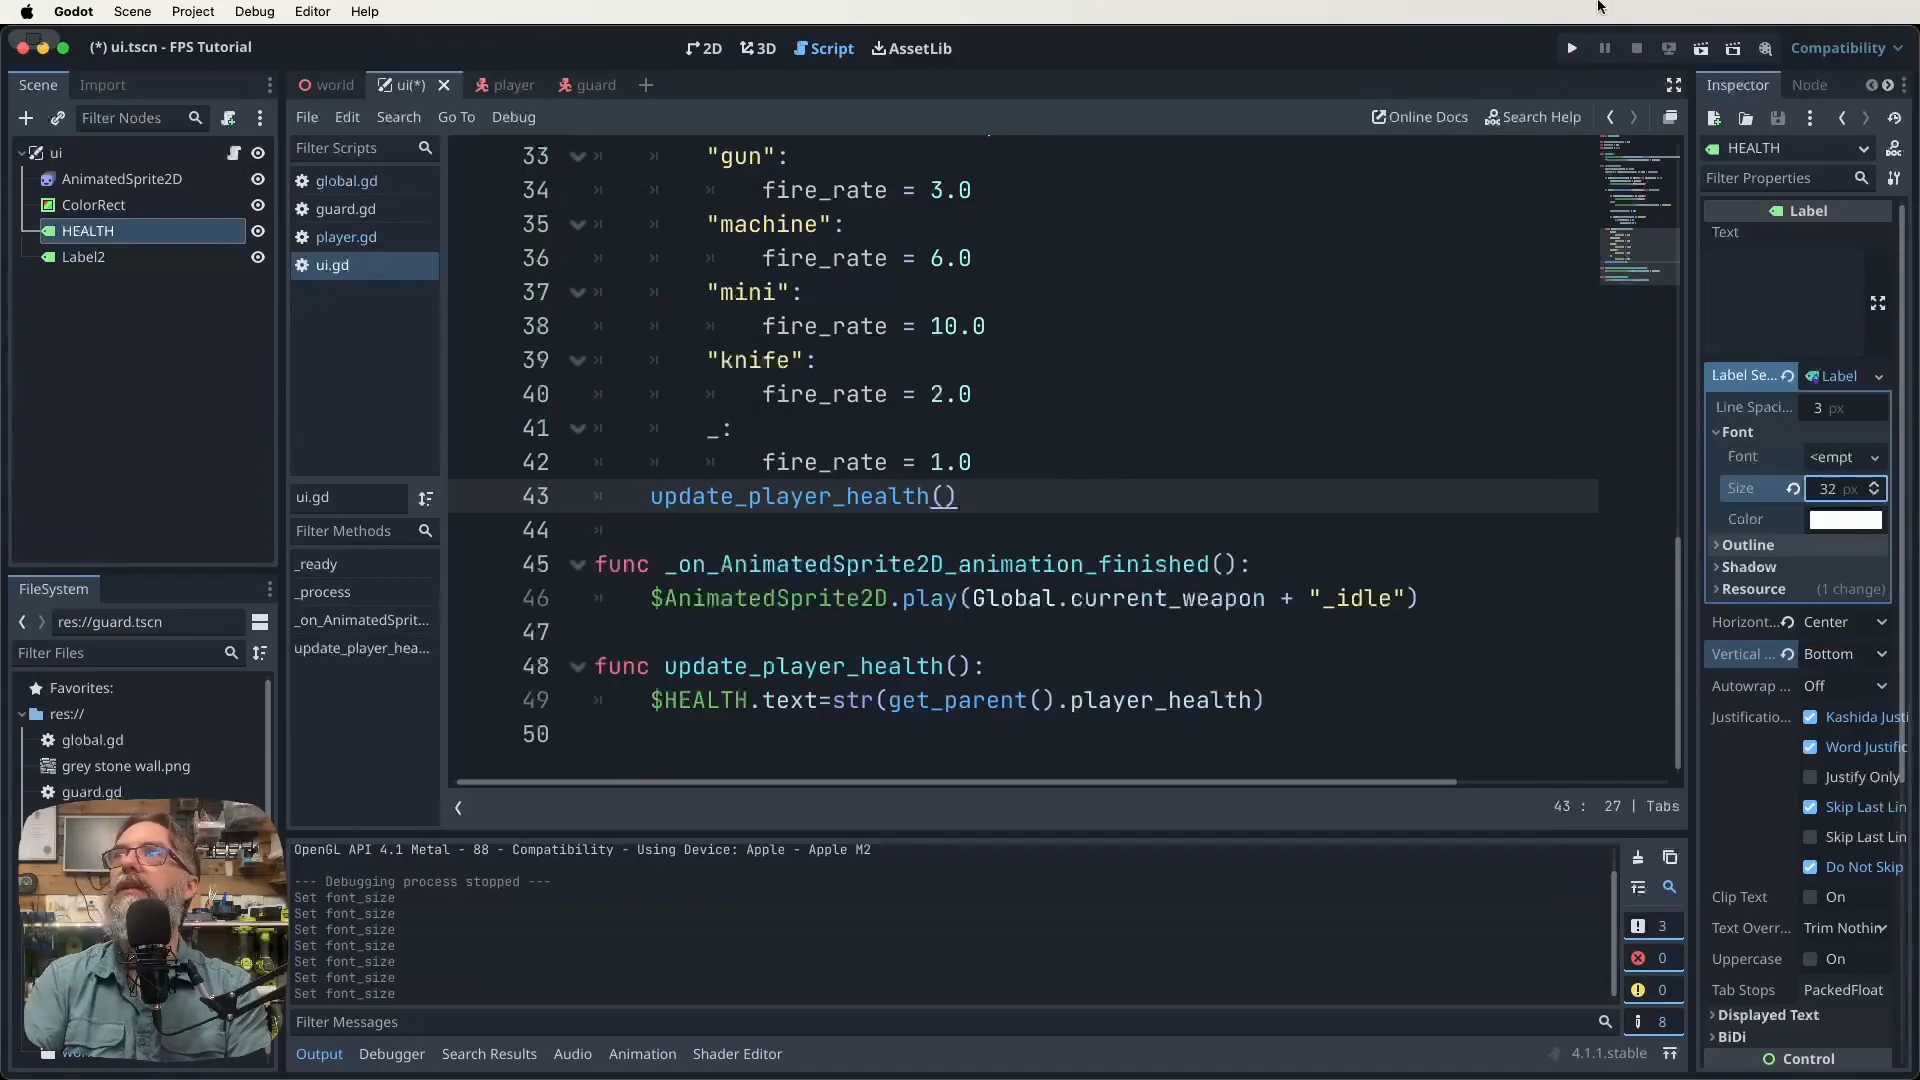 Godot Scene Project Debug Editor Help
(*) ui.tscn - FPS Tutorial
2D 3D Script AssetLib
Compatibility
Scene Import
world ui(*) player guard
Inspector Node
Filter Nodes
File Edit Search Go To Debug
Online Docs Search Help
ui
AnimatedSprite2D
ColorRect
HEALTH
Label2
Filter Scripts
global.gd
guard.gd
player.gd
ui.gd
ui.gd
Filter Methods
_ready
_process
_on_AnimatedSprit...
update_player_hea...
33 "gun":
34 fire_rate = 3.0
35 "machine":
36 fire_rate = 6.0
37 "mini":
38 fire_rate = 10.0
39 "knife":
40 fire_rate = 2.0
41 _:
42 fire_rate = 1.0
43 update_player_health()
44
45 func _on_AnimatedSprite2D_animation_finished():
46 $AnimatedSprite2D.play(Global.current_weapon + "_idle")
47
48 func update_player_health():
49 $HEALTH.text=str(get_parent().player_health)
50
43 : 27 | Tabs
FileSystem
res://guard.tscn
Filter Files
Favorites:
res://
global.gd
grey stone wall.png
guard.gd
OpenGL API 4.1 Metal - 88 - Compatibility - Using Device: Apple - Apple M2
--- Debugging process stopped ---
Set font_size
Set font_size
Set font_size
Set font_size
Set font_size
Set font_size
Set font_size
3
0
0
8
Filter Messages
Output Debugger Search Results Audio Animation Shader Editor
4.1.1.stable
HEALTH
Filter Properties
Label
Text
Label Se... Label
Line Spaci... 3 px
Font
Font <empt
Size 32 px
Color
Outline
Shadow
Resource (1 change)
Horizont... Center
Vertical ... Bottom
Autowrap ... Off
Justificatio... Kashida Justi
Word Justific
Justify Only
Skip Last Lin
Skip Last Lin
Do Not Skip
Clip Text On
Text Overr... Trim Nothin
Uppercase On
Tab Stops PackedFloat
Displayed Text
BiDi
Control